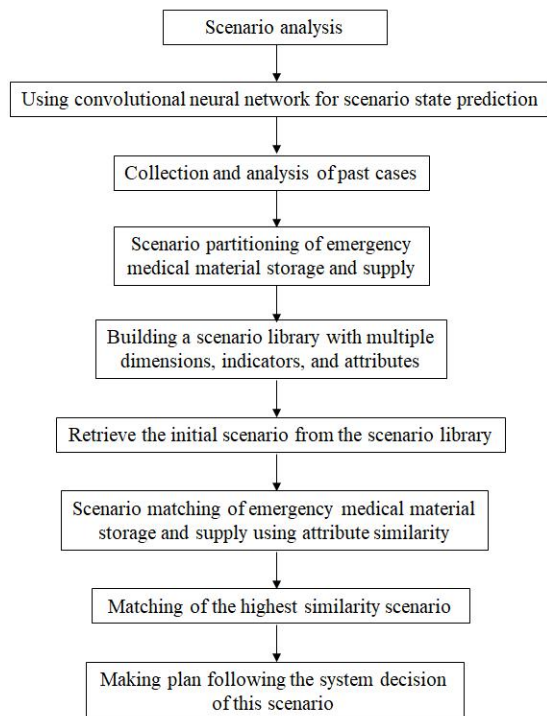 Scenario analysis
Using convolutional neural network for scenario state prediction
Collection and analysis of past cases
Scenario partitioning of emergency
medical material storage and supply
Building a scenario library with multiple
dimensions, indicators, and attributes
Retrieve the initial scenario from the scenario library
Scenario matching of emergency medical material
storage and supply using attribute similarity
Matching of the highest similarity scenario
Making plan following the system decision
of this scenario